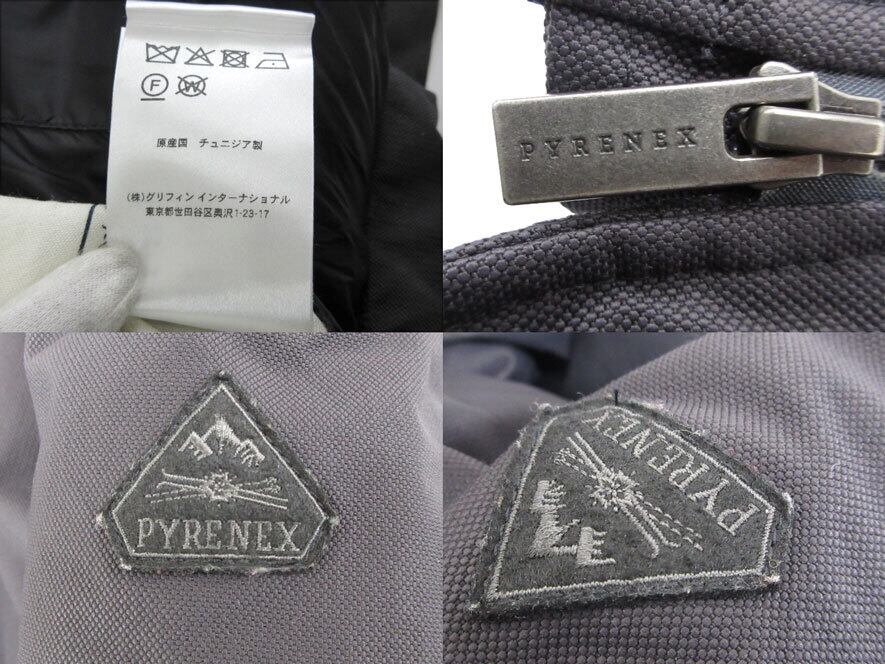 F W
原産国 チュニジア製
(株)グリフィン インターナショナル
東京都世田谷区奥沢1-23-17
PYRENEX
PYRENEX
PYRENEX